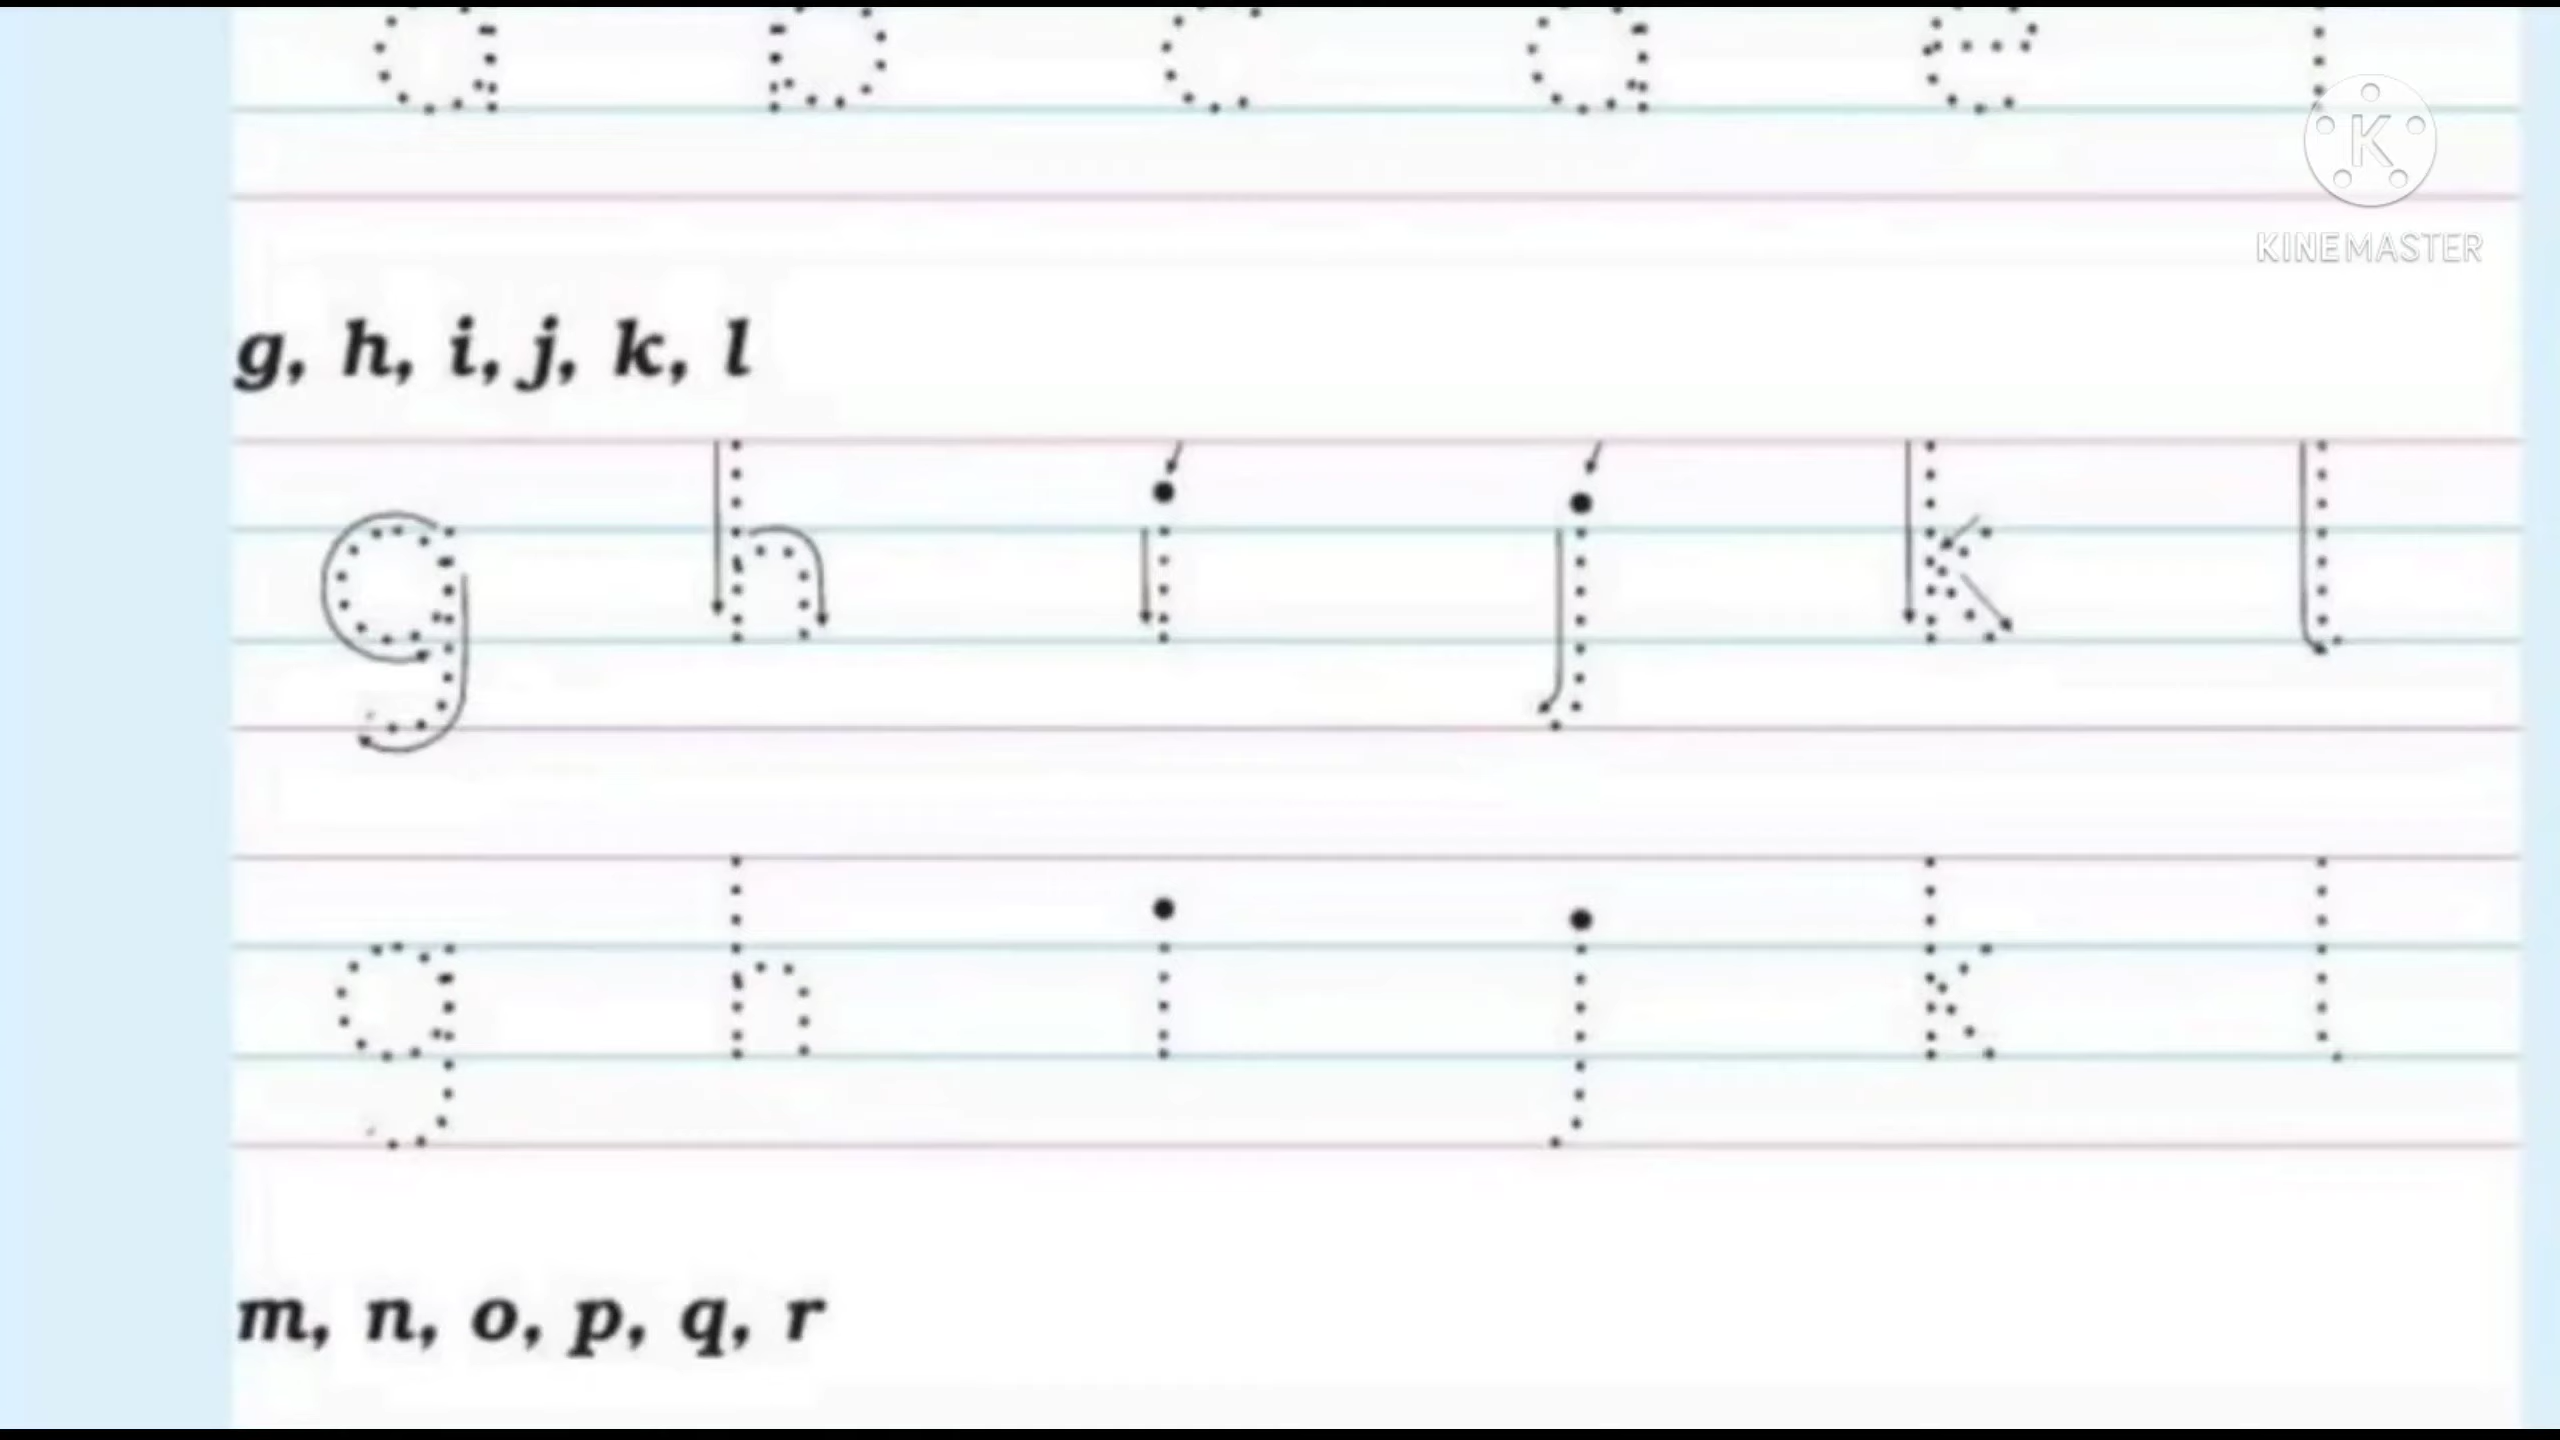 a b c d e
K
KINEMASTER
g, h, i, j, k, l
g h i j k l
g h i j k l
m, n, o, p, q, r